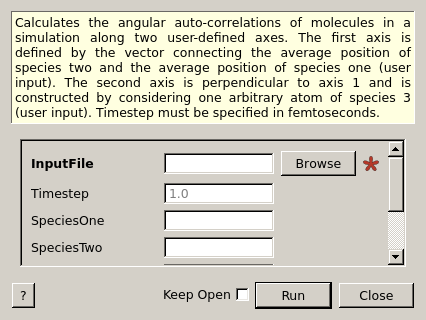 Calculates the angular auto-correlations of molecules in a
simulation along two user-defined axes. The first axis is
defined by the vector connecting the average position of
species two and the average position of species one (user
input). The second axis is perpendicular to axis 1 and is
constructed by considering one arbitrary atom of species 3
(user input). Timestep must be specified in femtoseconds.
InputFile Browse
Timestep 1.0
SpeciesOne
SpeciesTwo
? Keep Open Run Close